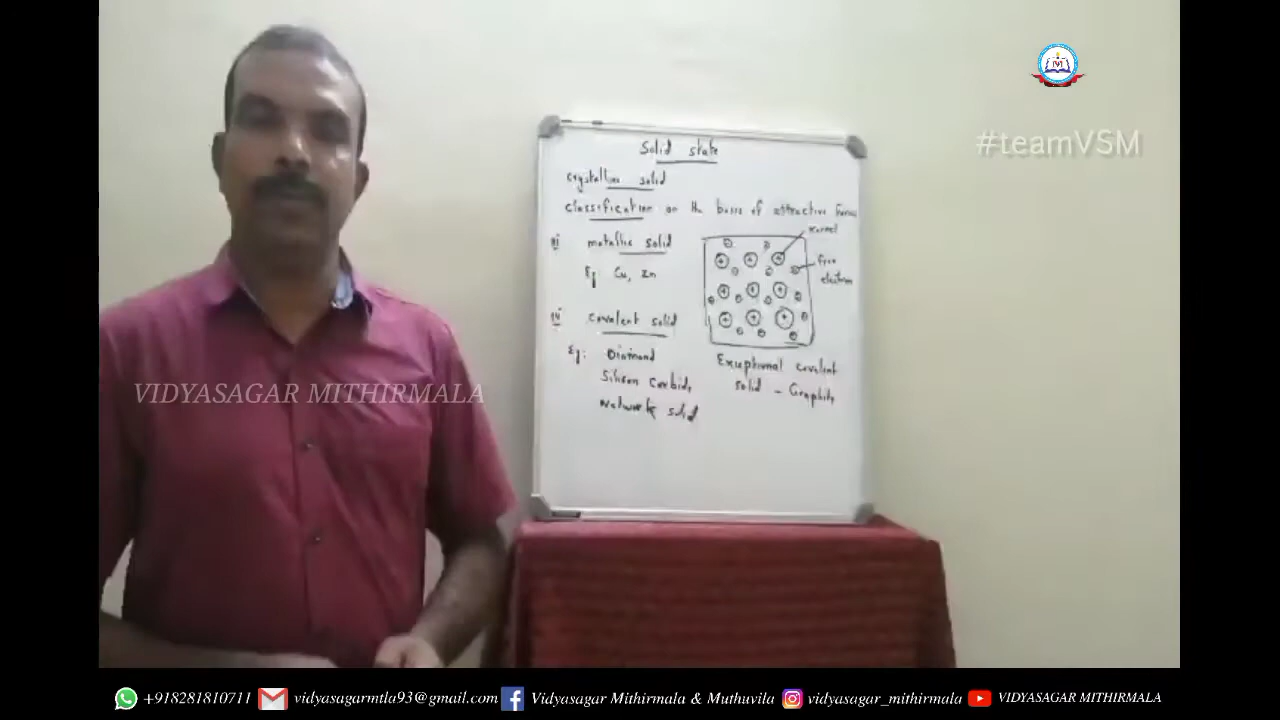 #teamVSM
Solid state
crystalline solid
classification on the basis of attractive forces
iii metallic solid
Eg Cu, Zn
Kernel
free
electron
iv covalent solid
Eg: Diamond
Silicon carbide
Network solid
Exceptional covalent
solid - Graphite
VIDYASAGAR MITHIRMALA
+918281810711 vidyasagarmtla93@gmail.com Vidyasagar Mithirmala & Muthuvila vidyasagar_mithirmala VIDYASAGAR MITHIRMALA